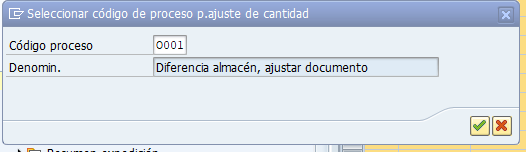 Seleccionar código de proceso p.ajuste de cantidad
Código proceso O001
Denomin. Diferencia almacén, ajustar documento
Resumen expedición